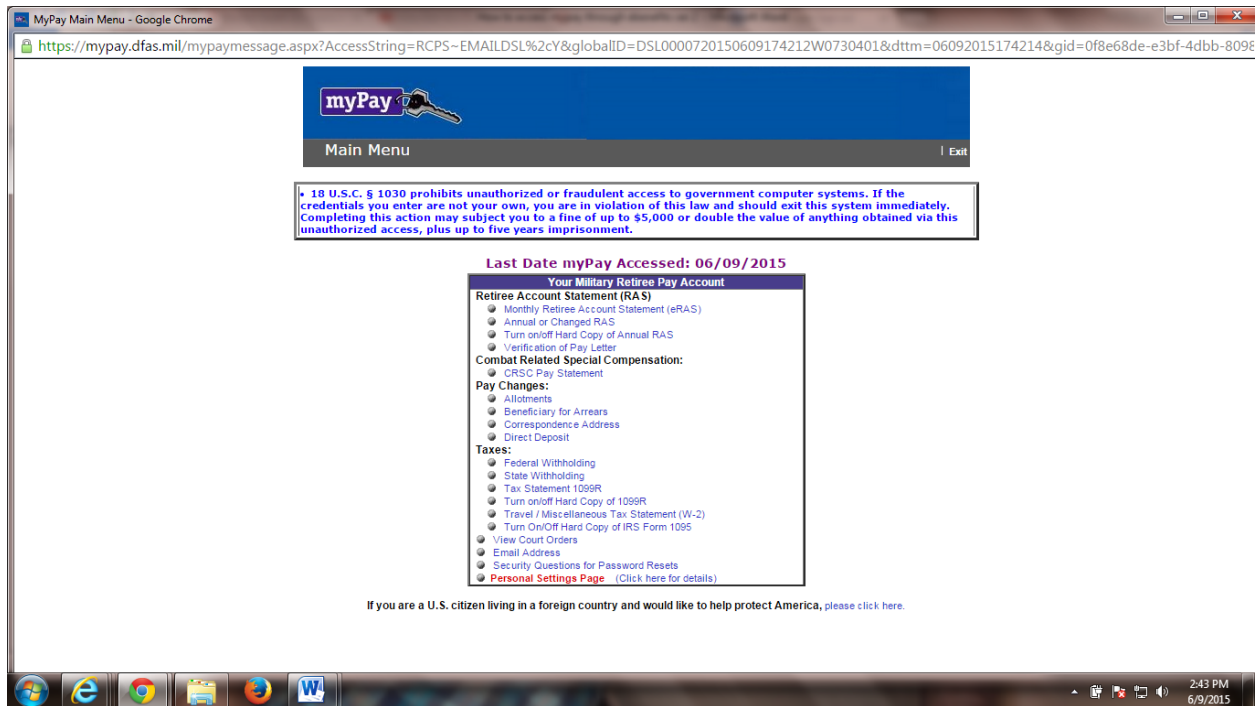 MyPay Main Menu - Google Chrome
https://mypay.dfas.mil/mypaymessage.aspx?AccessString=RCPS~EMAILDSL%2cY&globalID=DSL0000720150609174212W0730401&dttm=06092015174214&gid=0f8e68de-e3bf-4dbb-8098
myPay
Main Menu
| Exit
• 18 U.S.C. § 1030 prohibits unauthorized or fraudulent access to government computer systems. If the
credentials you enter are not your own, you are in violation of this law and should exit this system immediately.
Completing this action may subject you to a fine of up to $5,000 or double the value of anything obtained via this
unauthorized access, plus up to five years imprisonment.
Last Date myPay Accessed: 06/09/2015
Your Military Retiree Pay Account
Retiree Account Statement (RAS)
Monthly Retiree Account Statement (eRAS)
Annual or Changed RAS
Turn on/off Hard Copy of Annual RAS
Verification of Pay Letter
Combat Related Special Compensation:
CRSC Pay Statement
Pay Changes:
Allotments
Beneficiary for Arrears
Correspondence Address
Direct Deposit
Taxes:
Federal Withholding
State Withholding
Tax Statement 1099R
Turn on/off Hard Copy of 1099R
Travel / Miscellaneous Tax Statement (W-2)
Turn On/Off Hard Copy of IRS Form 1095
View Court Orders
Email Address
Security Questions for Password Resets
Personal Settings Page (Click here for details)
If you are a U.S. citizen living in a foreign country and would like to help protect America, please click here.
2:43 PM
6/9/2015